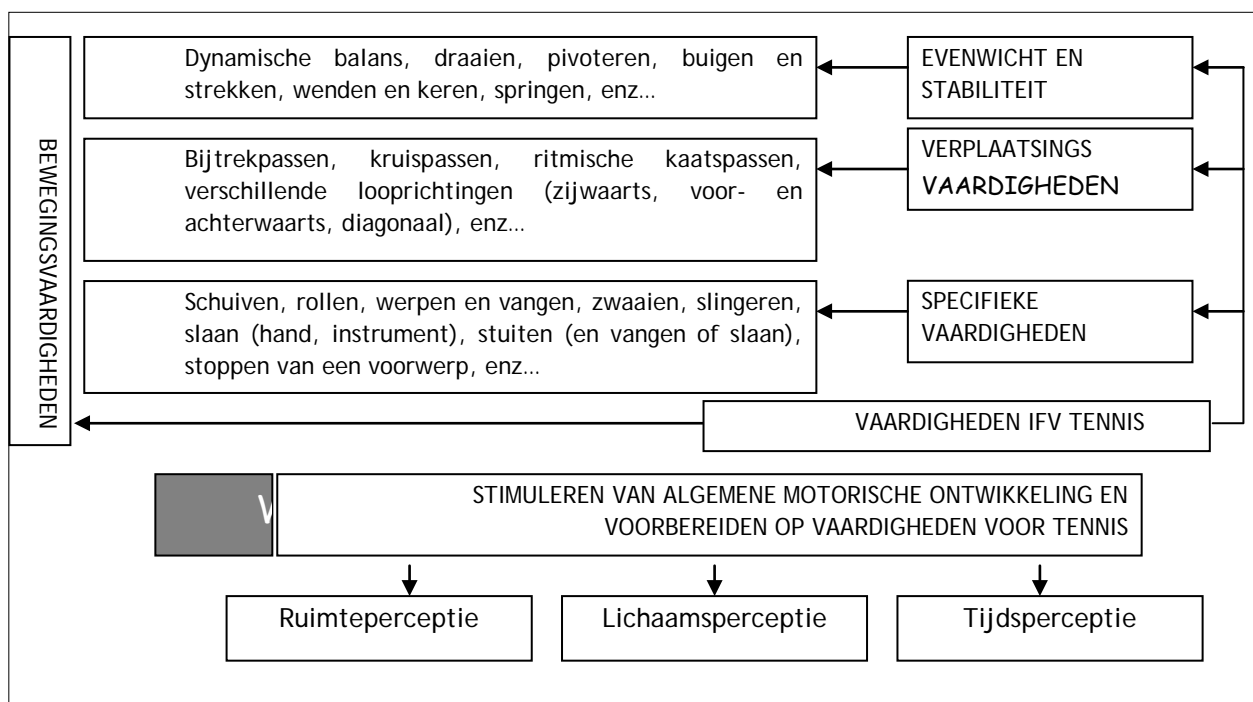 Dynamische balans, draaien, pivoteren, buigen en
strekken, wenden en keren, springen, enz...
EVENWICHT EN
STABILITEIT
BEWEGINGSVAARDIGHEDEN
Bijtrekpassen, kruispassen, ritmische kaatspassen,
verschillende looprichtingen (zijwaarts, voor- en
achterwaarts, diagonaal), enz...
VERPLAATSINGS
VAARDIGHEDEN
Schuiven, rollen, werpen en vangen, zwaaien, slingeren,
slaan (hand, instrument), stuiten (en vangen of slaan),
stoppen van een voorwerp, enz...
SPECIFIEKE
VAARDIGHEDEN
VAARDIGHEDEN IFV TENNIS
STIMULEREN VAN ALGEMENE MOTORISCHE ONTWIKKELING EN
VOORBEREIDEN OP VAARDIGHEDEN VOOR TENNIS
Ruimteperceptie
Lichaamsperceptie
Tijdsperceptie